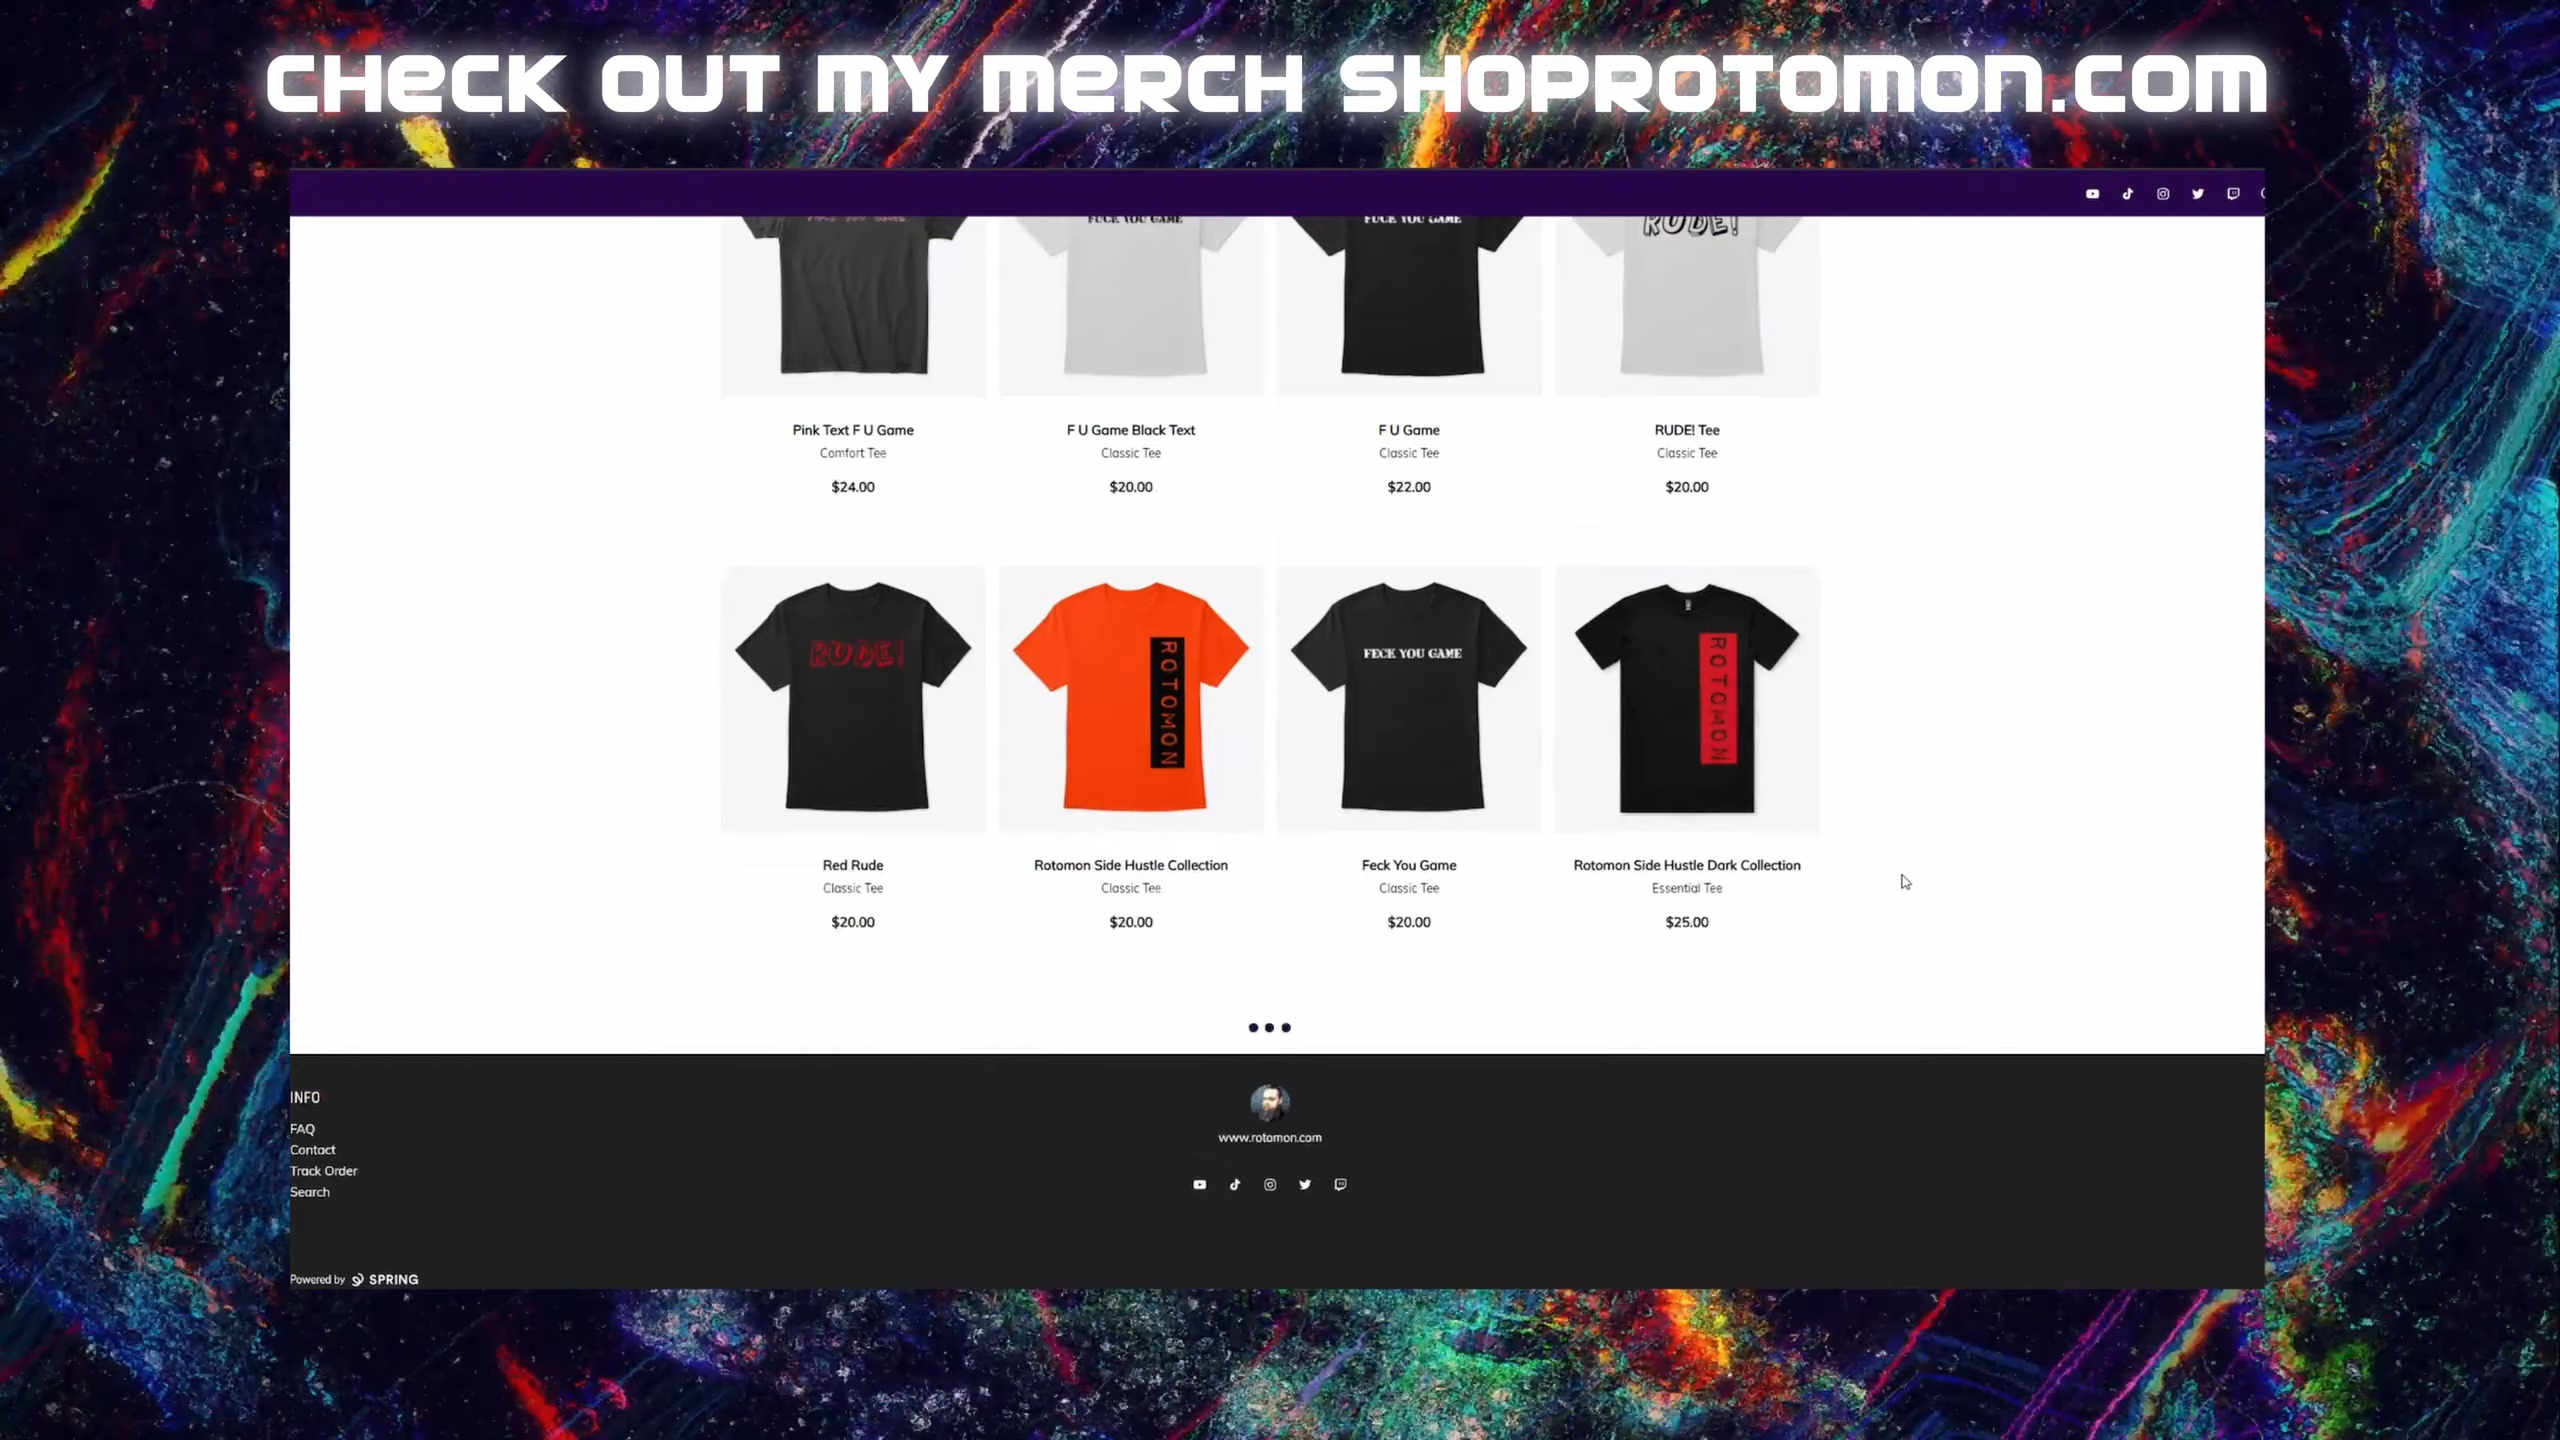 CHECK OUT MY MERCH SHOPROTOMON.COM
FUCK YOU GAME
FUCK YOU GAME
RUDE!
Pink Text F U Game
Comfort Tee
$24.00
F U Game Black Text
Classic Tee
$20.00
F U Game
Classic Tee
$22.00
RUDE! Tee
Classic Tee
$20.00
RUDE!
ROTOMON
FECK YOU GAME
ROTOMON
Red Rude
Classic Tee
$20.00
Rotomon Side Hustle Collection
Classic Tee
$20.00
Feck You Game
Classic Tee
$20.00
Rotomon Side Hustle Dark Collection
Essential Tee
$25.00
INFO
FAQ
Contact
Track Order
Search
www.rotomon.com
Powered by SPRING